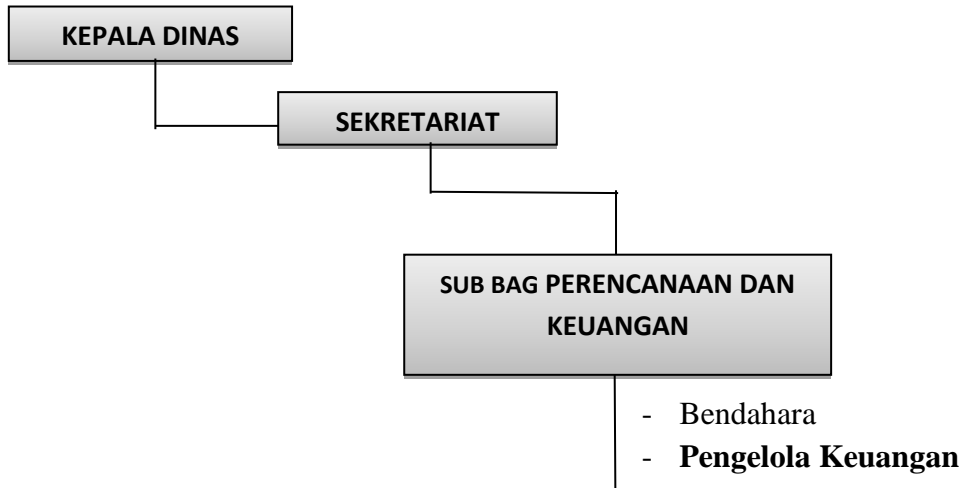 KEPALA DINAS
SEKRETARIAT
SUB BAG PERENCANAAN DAN
KEUANGAN
- Bendahara
- Pengelola Keuangan